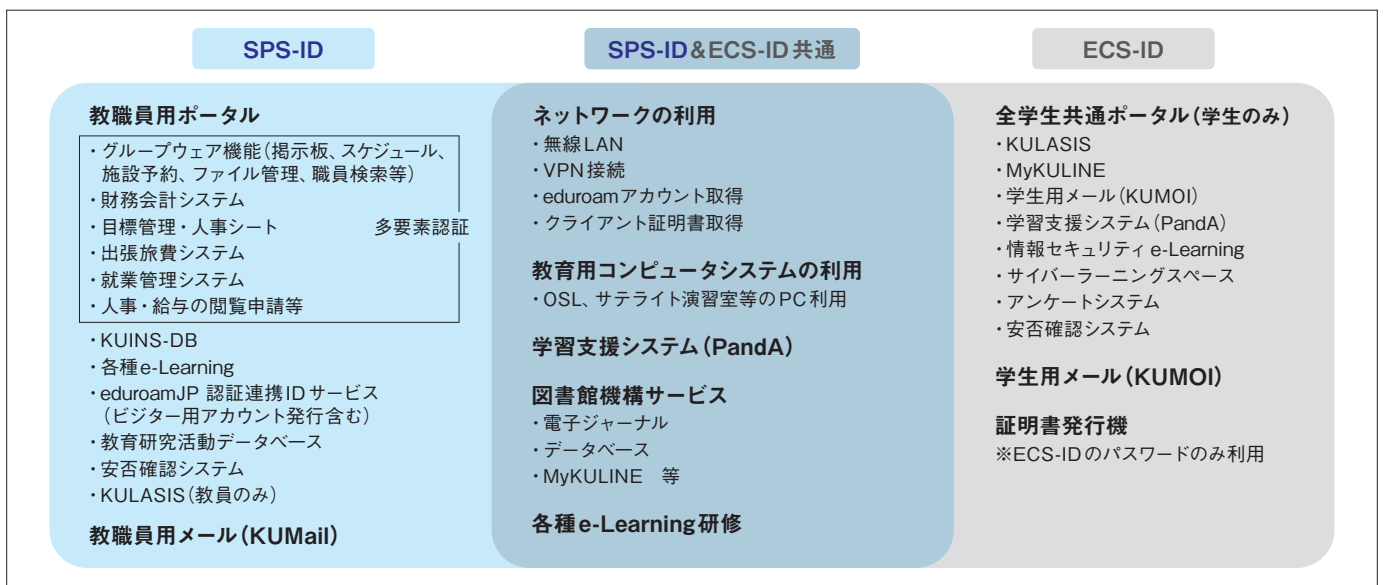 SPS-ID
教職員用ポータル
・グループウェア機能(掲示板、スケジュール、
施設予約、ファイル管理、職員検索等)
・財務会計システム
・目標管理・人事シート 多要素認証
・出張旅費システム
・就業管理システム
・人事・給与の閲覧申請等
・KUINS-DB
・各種e-Learning
・eduroamJP 認証連携IDサービス
(ビジター用アカウント発行含む)
・教育研究活動データベース
・安否確認システム
・KULASIS(教員のみ)
教職員用メール(KUMail)
SPS-ID&ECS-ID共通
ネットワークの利用
・無線LAN
・VPN接続
・eduroamアカウント取得
・クライアント証明書取得
教育用コンピュータシステムの利用
・OSL、サテライト演習室等のPC利用
学習支援システム(PandA)
図書館機構サービス
・電子ジャーナル
・データベース
・MyKULINE 等
各種e-Learning研修
ECS-ID
全学生共通ポータル(学生のみ)
・KULASIS
・MyKULINE
・学生用メール(KUMOI)
・学習支援システム(PandA)
・情報セキュリティe-Learning
・サイバーラーニングスペース
・アンケートシステム
・安否確認システム
学生用メール(KUMOI)
証明書発行機
※ECS-IDのパスワードのみ利用